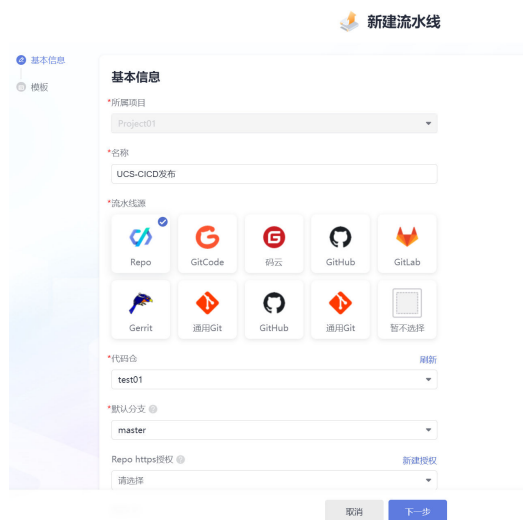 新建流水线
基本信息
模板
基本信息
*所属项目
Project01
*名称
UCS-CICD发布
*流水线源
Repo
GitCode
码云
GitHub
GitLab
Gerrit
通用Git
GitHub
通用Git
暂不选择
*代码仓
刷新
test01
*默认分支
master
Repo https授权
新建授权
请选择
取消
下一步